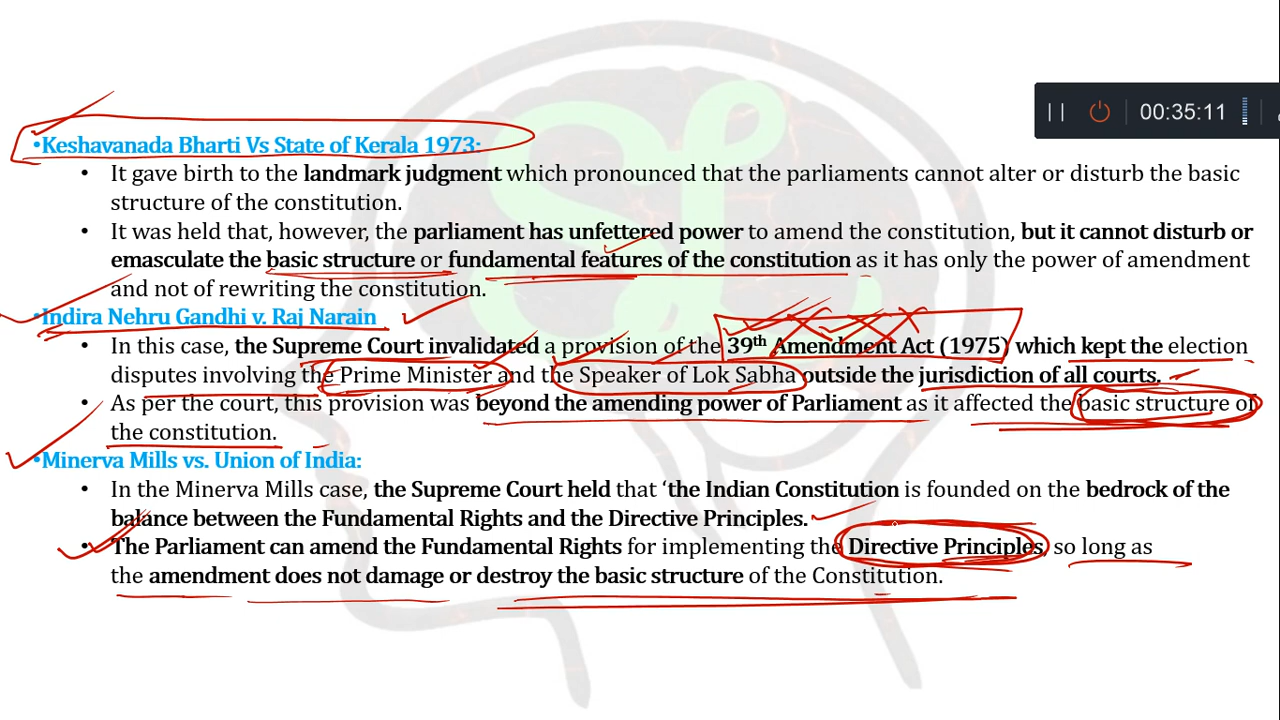 00:35:11
•Keshavanada Bharti Vs State of Kerala 1973:
• It gave birth to the landmark judgment which pronounced that the parliaments cannot alter or disturb the basic
structure of the constitution.
• It was held that, however, the parliament has unfettered power to amend the constitution, but it cannot disturb or
emasculate the basic structure or fundamental features of the constitution as it has only the power of amendment
and not of rewriting the constitution.
•Indira Nehru Gandhi v. Raj Narain
• In this case, the Supreme Court invalidated a provision of the 39th Amendment Act (1975) which kept the election
disputes involving the Prime Minister and the Speaker of Lok Sabha outside the jurisdiction of all courts.
• As per the court, this provision was beyond the amending power of Parliament as it affected the basic structure of
the constitution.
•Minerva Mills vs. Union of India:
• In the Minerva Mills case, the Supreme Court held that ‘the Indian Constitution is founded on the bedrock of the
balance between the Fundamental Rights and the Directive Principles.
• The Parliament can amend the Fundamental Rights for implementing the Directive Principles, so long as
the amendment does not damage or destroy the basic structure of the Constitution.